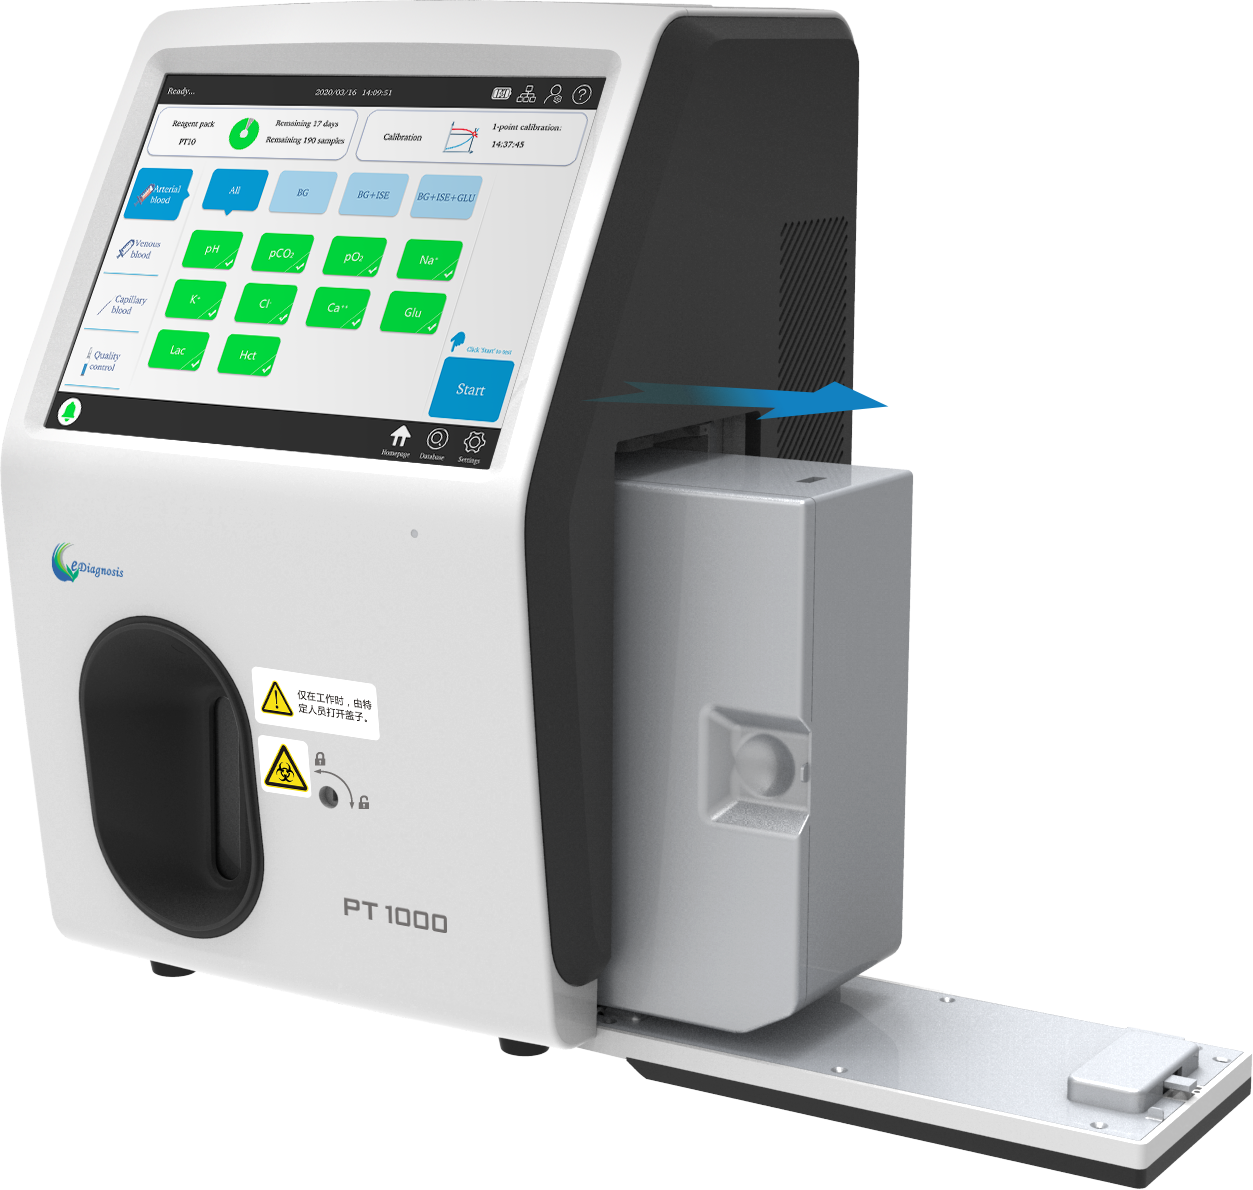 Ready...
2020/03/16 14:09:51
Reagent pack
PT10
Remaining 17 days
Remaining 190 samples
Calibration
1-point calibration:
14:37:45
Arterial
blood
All
BG
BG+ISE
BG+ISE+GLU
Venous
blood
pH
pCO₂
pO₂
Na⁺
Capillary
blood
K⁺
Cl⁻
Ca⁺⁺
Glu
Quality
control
Lac
Hct
Click 'Start' to test
Start
Homepage
Database
Settings
eDiagnosis
仅在工作时，由特
定人员打开盖子。
PT 1000